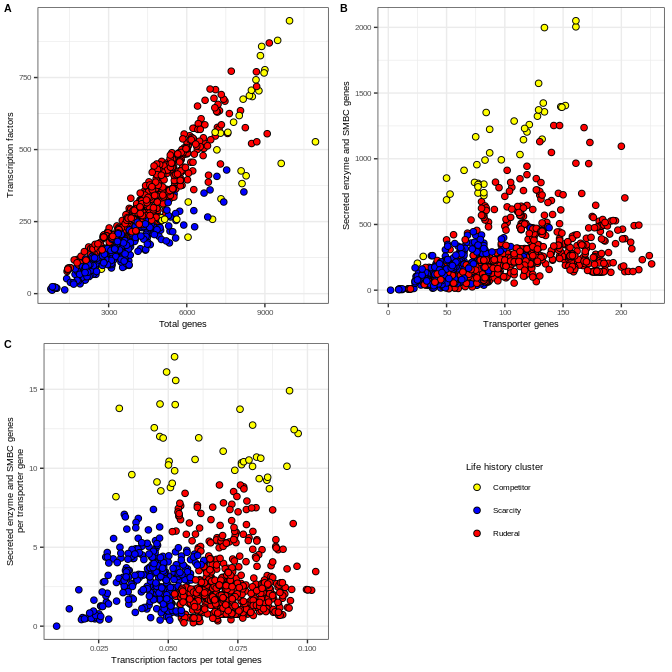 A
B
Transcription factors
750
500
250
0
3000
6000
9000
Total genes
Secreted enzyme and SMBC genes
2000
1500
1000
500
0
0
50
100
150
200
Transporter genes
C
Secreted enzyme and SMBC genes
per transporter gene
15
10
5
0
0.025
0.050
0.075
0.100
Transcription factors per total genes
Life history cluster
Competitor
Scarcity
Ruderal